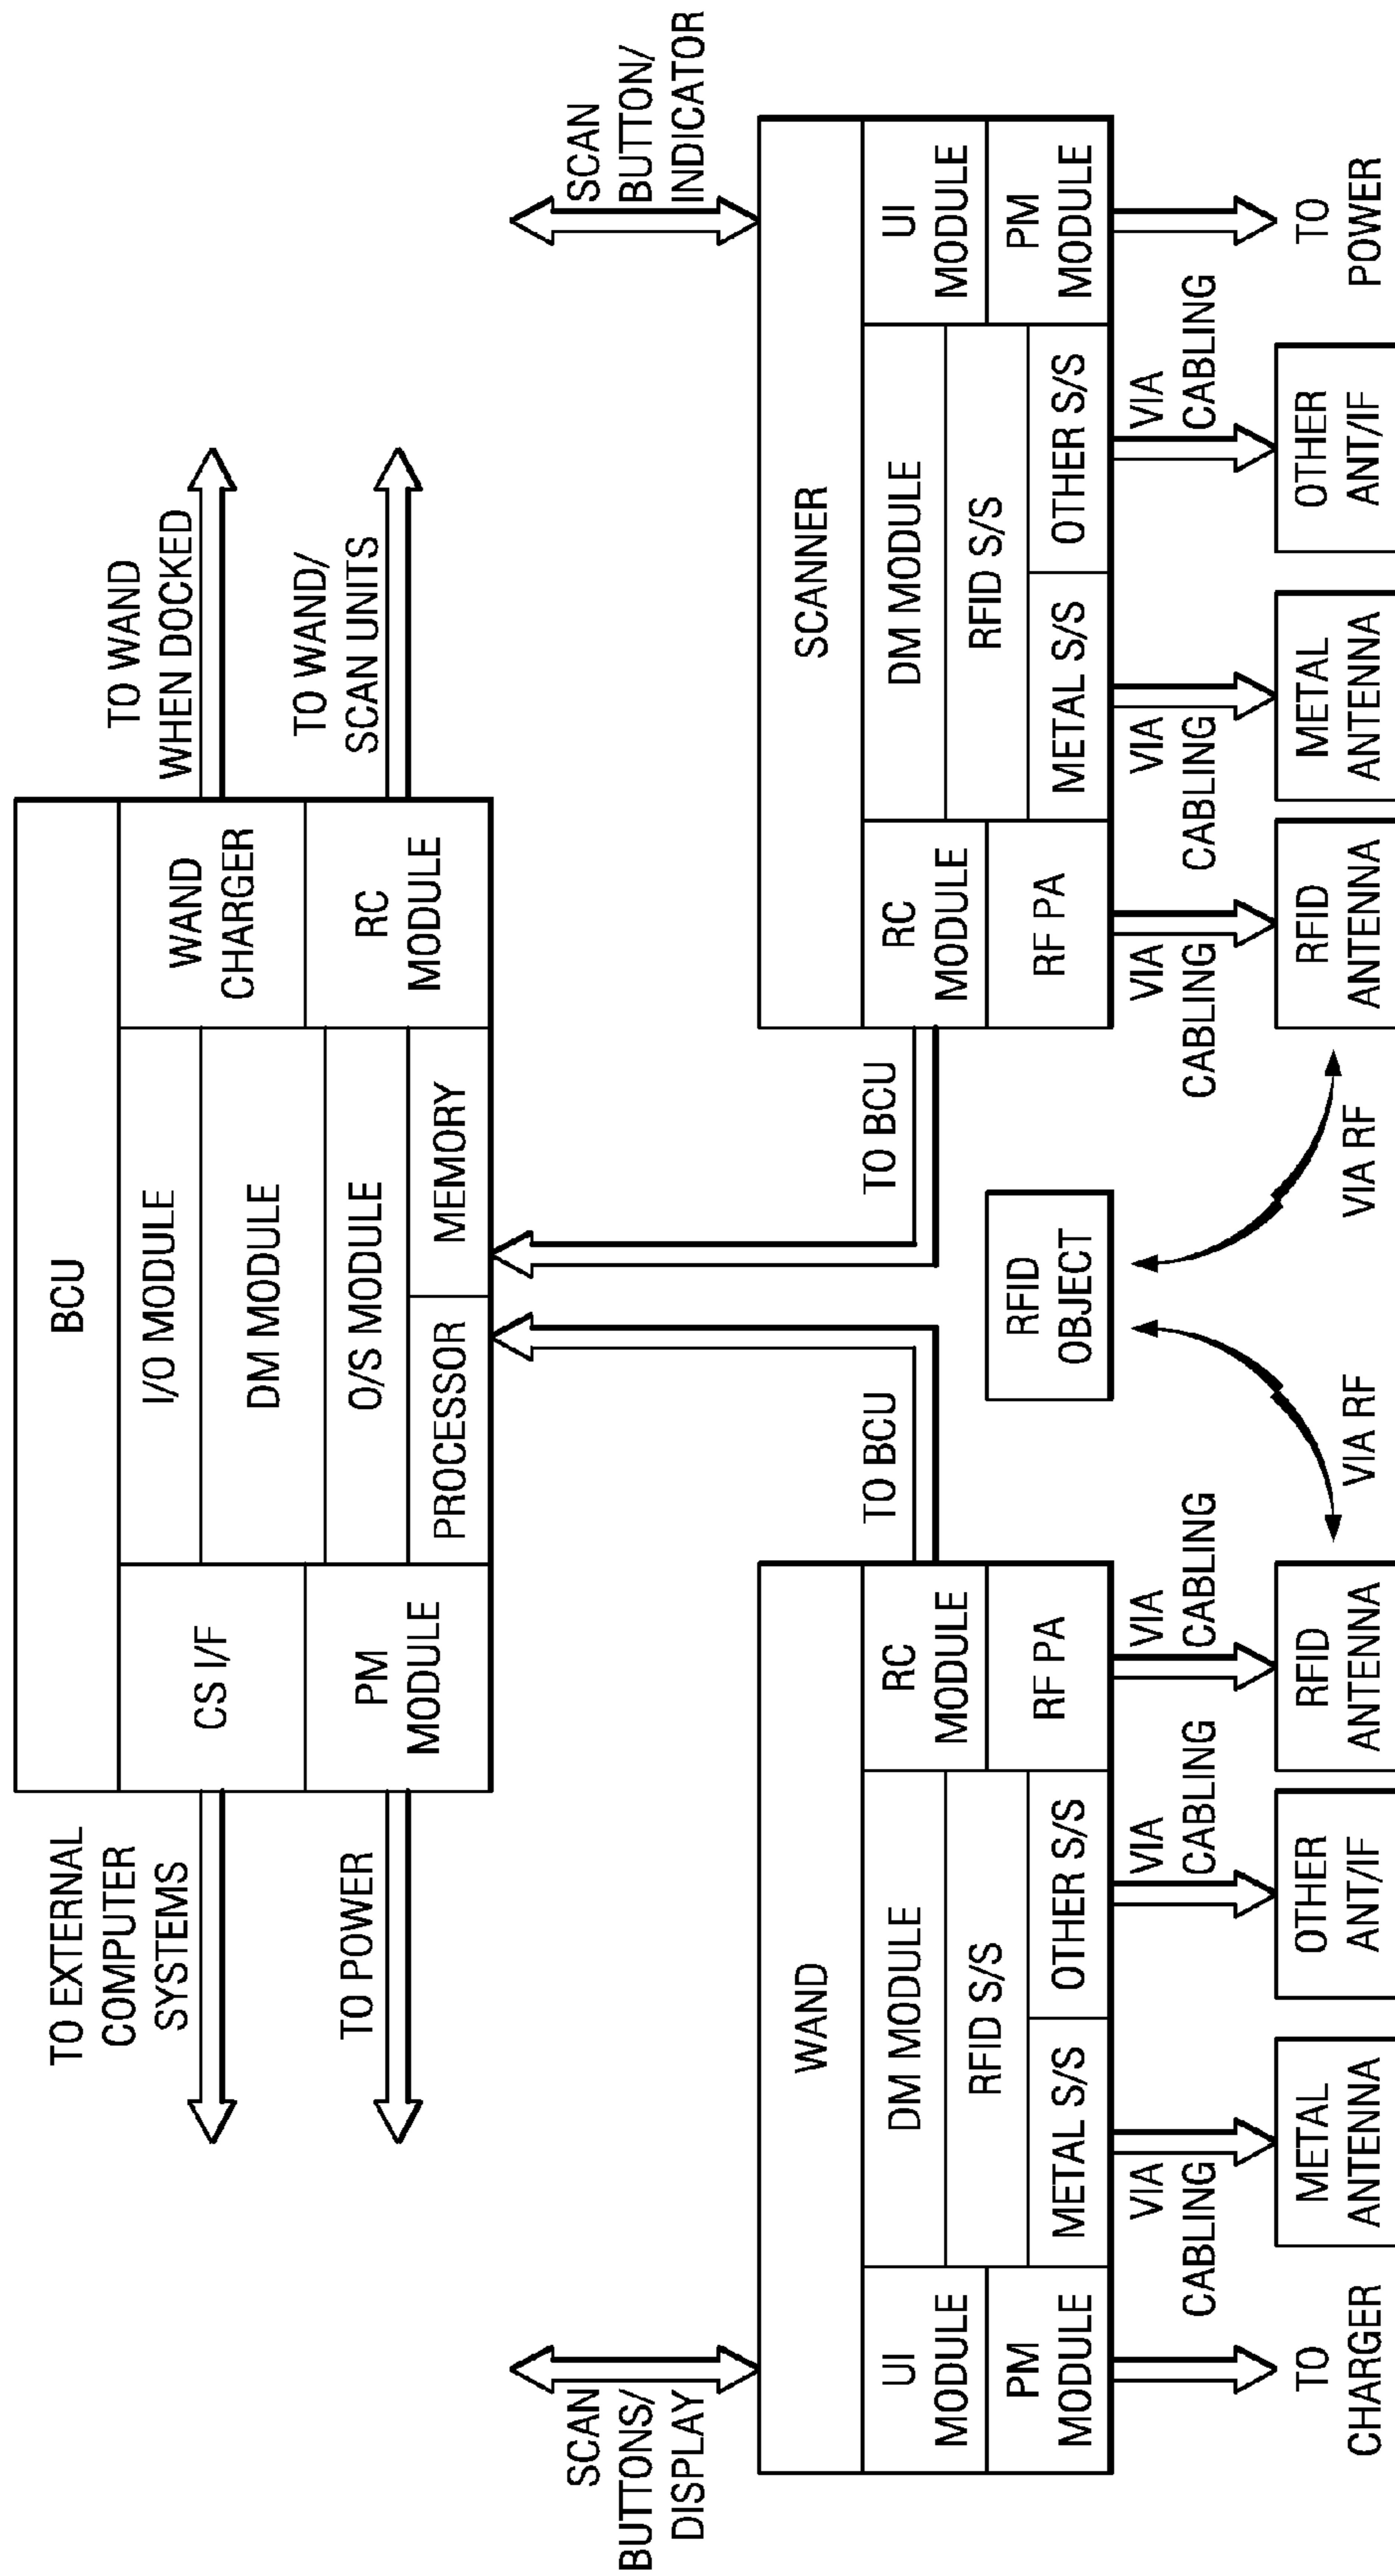 BCU
CS I/F
PM
MODULE
I/O MODULE
DM MODULE
O/S MODULE
PROCESSOR
MEMORY
WAND
CHARGER
RC
MODULE
TO EXTERNAL
COMPUTER
SYSTEMS
TO POWER
TO WAND
WHEN DOCKED
TO WAND/
SCAN UNITS
SCAN
BUTTONS/
DISPLAY
SCAN
BUTTON/
INDICATOR
WAND
UI
MODULE
PM
MODULE
DM MODULE
RFID S/S
METAL S/S
OTHER S/S
RC
MODULE
RF PA
TO BCU
TO BCU
RFID
OBJECT
SCANNER
RC
MODULE
RF PA
DM MODULE
RFID S/S
METAL S/S
OTHER S/S
UI
MODULE
PM
MODULE
TO
CHARGER
VIA
CABLING
METAL
ANTENNA
VIA
CABLING
OTHER
ANT/IF
VIA
CABLING
RFID
ANTENNA
VIA RF
VIA RF
VIA
CABLING
RFID
ANTENNA
VIA
CABLING
METAL
ANTENNA
VIA
CABLING
OTHER
ANT/IF
TO
POWER